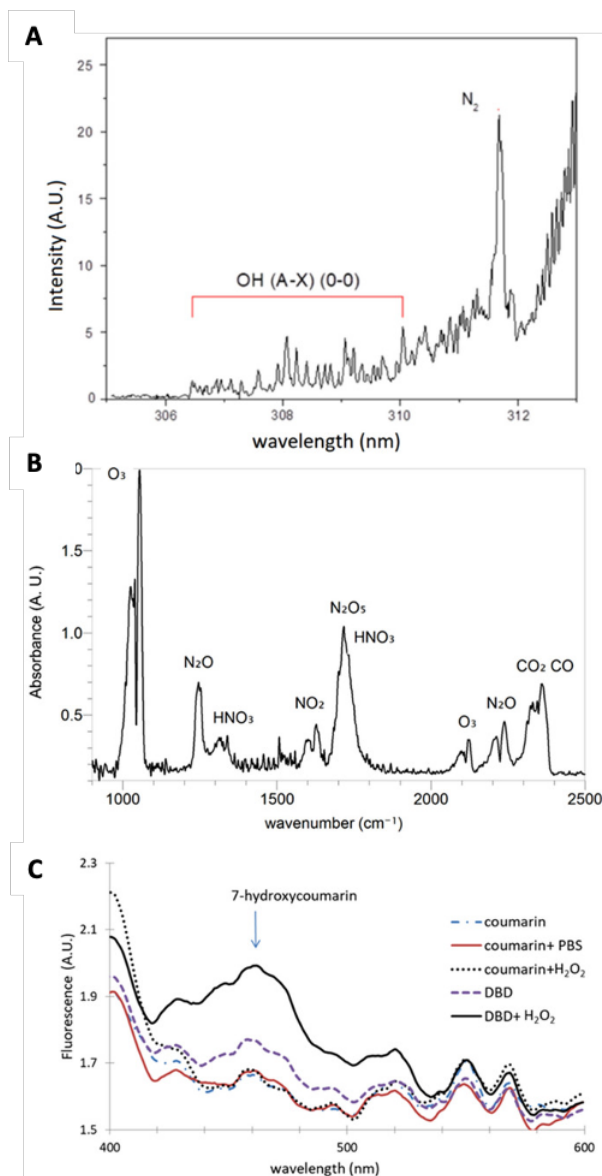 A
25
20
15
10
5
0
Intensity (A.U.)
N₂
OH (A-X) (0-0)
306
308
310
312
wavelength (nm)
B
0
1.5
1.0
0.5
Absorbance (A. U.)
O₃
N₂O
HNO₃
NO₂
N₂O₅
HNO₃
O₃
N₂O
CO₂ CO
1000
1500
2000
2500
wavenumber (cm⁻¹)
C
2.3
2.1
1.9
1.7
1.5
Fluorescence (A.U.)
7-hydroxycoumarin
coumarin
coumarin+ PBS
coumarin+H₂O₂
DBD
DBD+ H₂O₂
400
500
600
wavelength (nm)